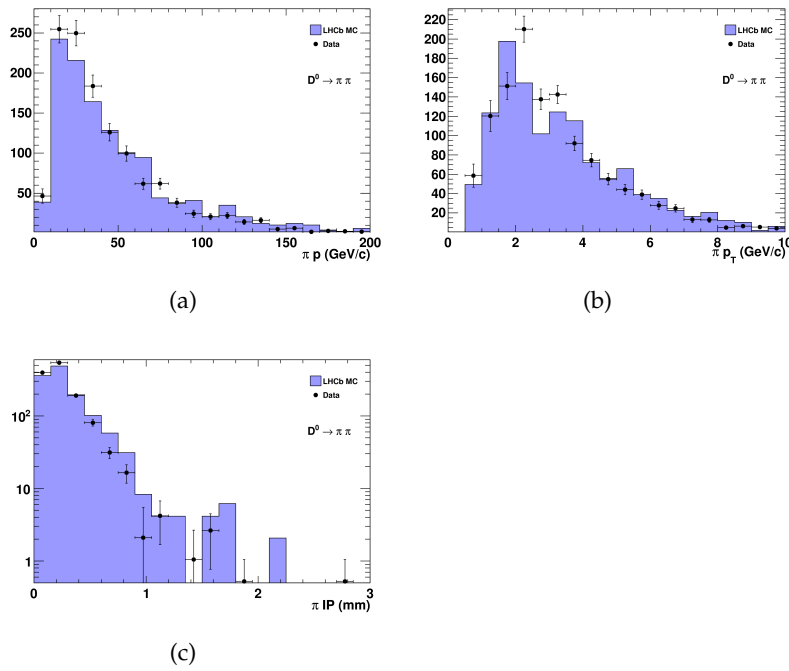 250
200
150
100
50
0 50 100 150 200
π p (GeV/c)
LHCb MC
Data
D⁰ → π π
(a)
220
200
180
160
140
120
100
80
60
40
20
0 2 4 6 8 10
π p_T (GeV/c)
LHCb MC
Data
D⁰ → π π
(b)
10²
10
1
0 1 2 3
π IP (mm)
LHCb MC
Data
D⁰ → π π
(c)